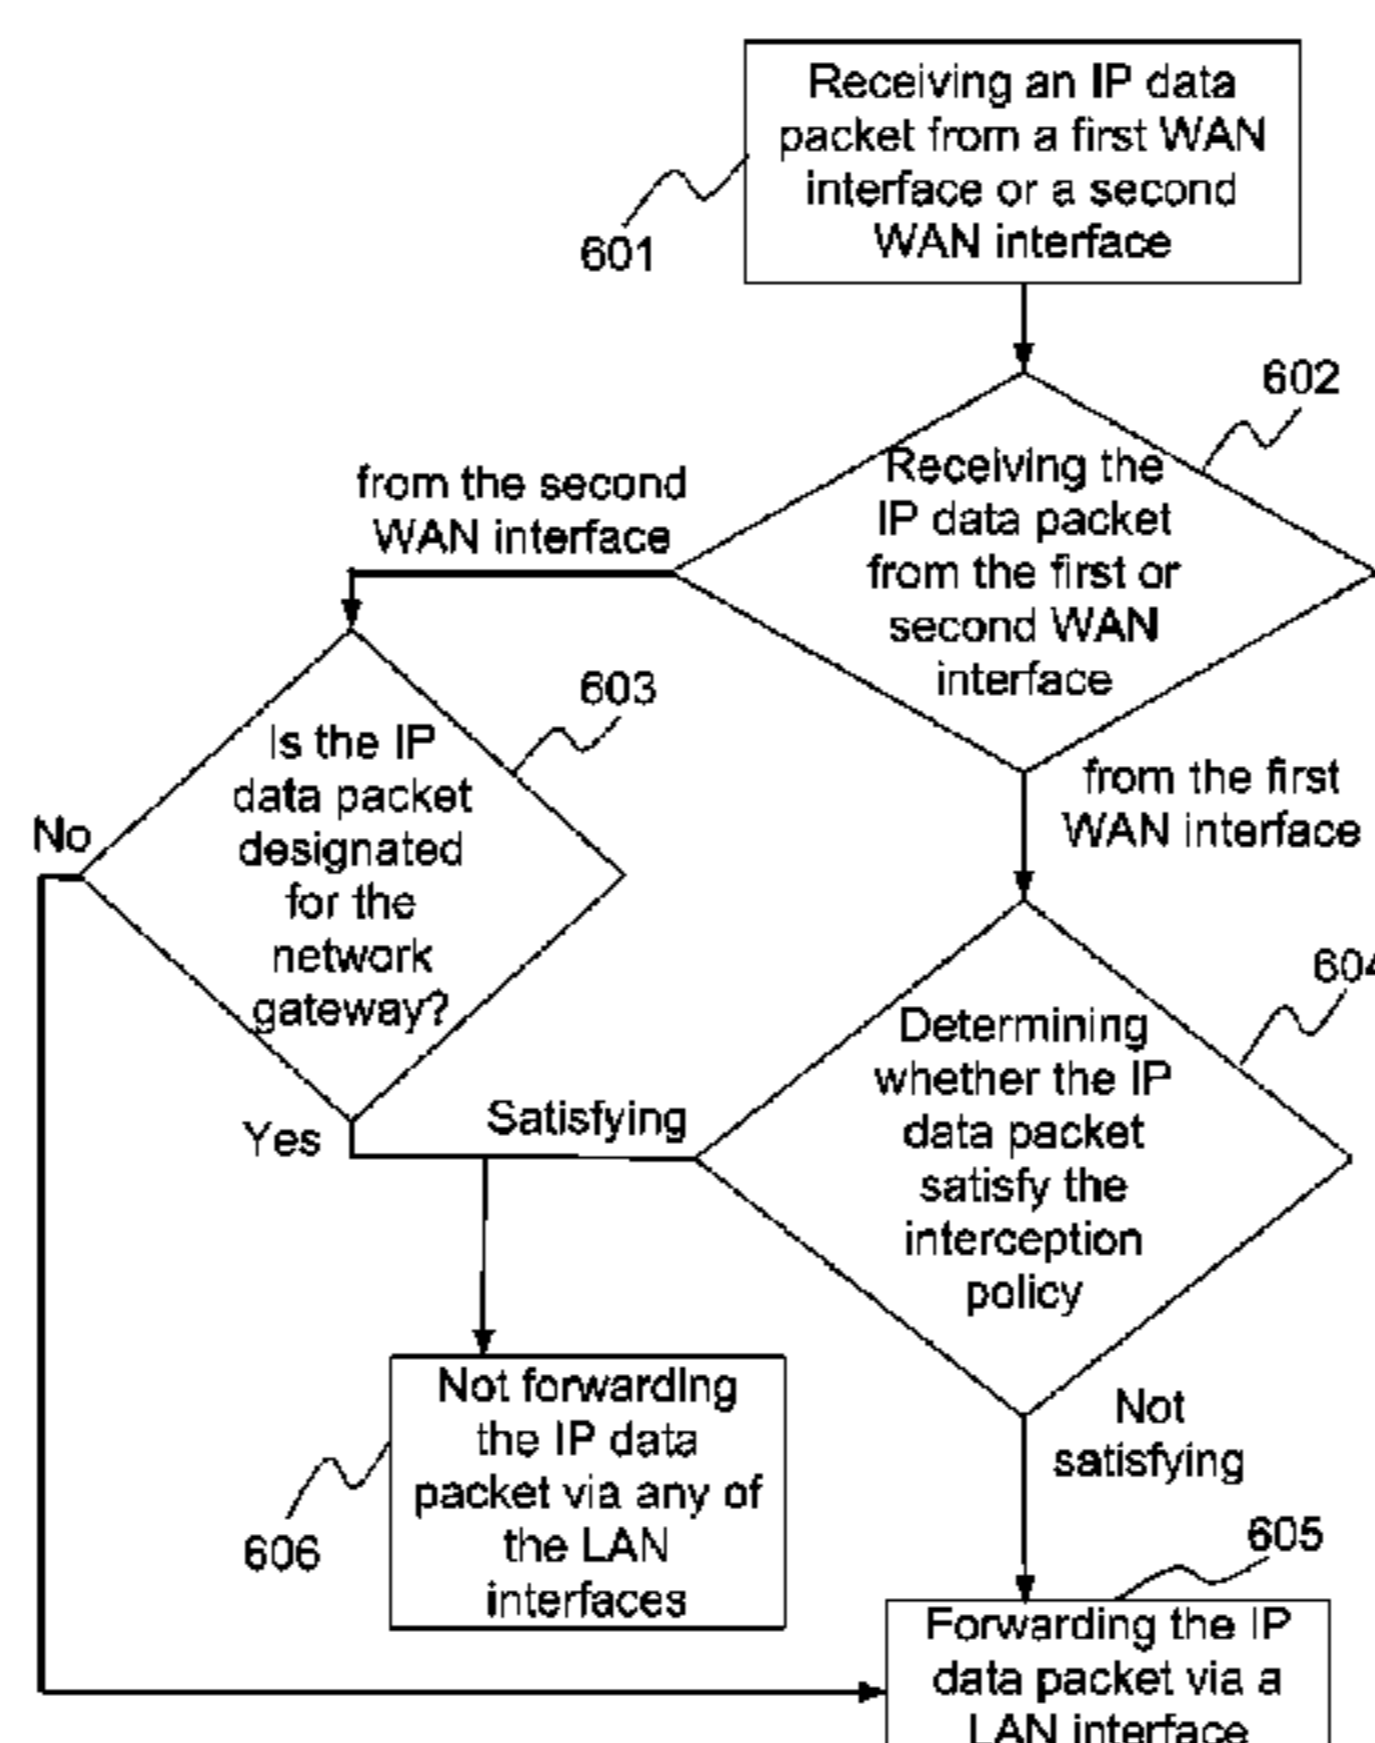 Receiving an IP data
packet from a first WAN
interface or a second
WAN interface
601
602
Receiving the
IP data packet
from the first or
second WAN
interface
from the second
WAN interface
603
Is the IP
data packet
designated
for the
network
gateway?
No
Yes
from the first
WAN interface
604
Determining
whether the IP
data packet
satisfy the
interception
policy
Satisfying
Not
satisfying
Not forwarding
the IP data
packet via any of
the LAN
interfaces
606
605
Forwarding the IP
data packet via a
LAN interface